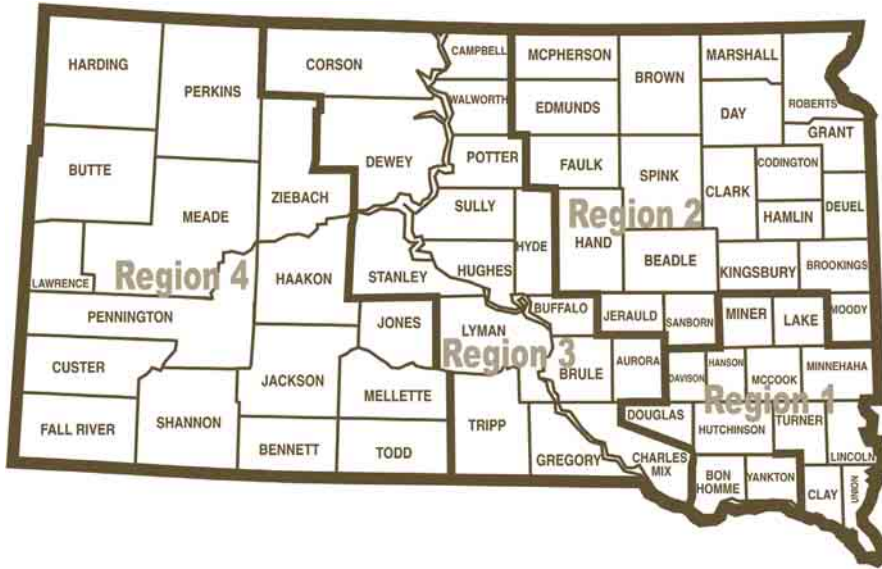 HARDING
PERKINS
CORSON
CAMPBELL
MCPHERSON
BROWN
MARSHALL
ROBERTS
WALWORTH
EDMUNDS
DAY
GRANT
BUTTE
MEADE
ZIEBACH
DEWEY
POTTER
FAULK
SPINK
CLARK
CODINGTON
DEUEL
HAMLIN
SULLY
HYDE
HAND
Region 2
BEADLE
KINGSBURY
BROOKINGS
LAWRENCE
Region 4
HAAKON
STANLEY
HUGHES
PENNINGTON
JONES
LYMAN
BUFFALO
JERAULD
SANBORN
MINER
LAKE
MOODY
Region 3
CUSTER
JACKSON
MELLETTE
BRULE
AURORA
DAVISON
HANSON
MCCOOK
MINNEHAHA
Region 1
FALL RIVER
SHANNON
BENNETT
TODD
TRIPP
GREGORY
DOUGLAS
CHARLES
MIX
HUTCHINSON
TURNER
LINCOLN
BON
HOMME
YANKTON
CLAY
UNION